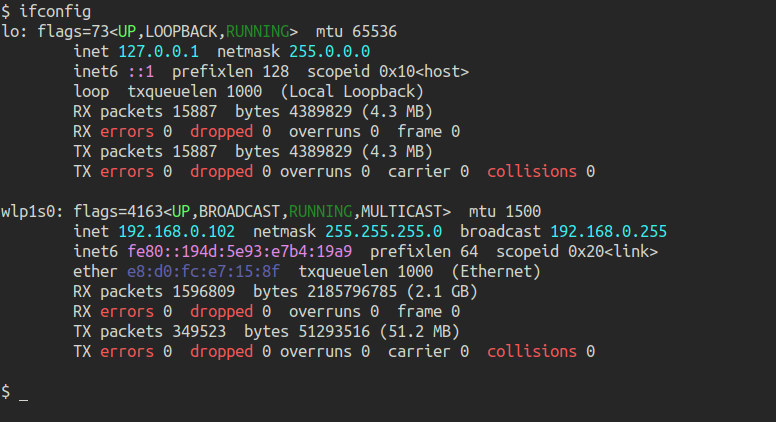 $ ifconfig
lo: flags=73<UP,LOOPBACK,RUNNING>  mtu 65536
        inet 127.0.0.1  netmask 255.0.0.0
        inet6 ::1  prefixlen 128  scopeid 0x10<host>
        loop  txqueuelen 1000  (Local Loopback)
        RX packets 15887  bytes 4389829 (4.3 MB)
        RX errors 0  dropped 0  overruns 0  frame 0
        TX packets 15887  bytes 4389829 (4.3 MB)
        TX errors 0  dropped 0 overruns 0  carrier 0  collisions 0

wlp1s0: flags=4163<UP,BROADCAST,RUNNING,MULTICAST>  mtu 1500
        inet 192.168.0.102  netmask 255.255.255.0  broadcast 192.168.0.255
        inet6 fe80::194d:5e93:e7b4:19a9  prefixlen 64  scopeid 0x20<link>
        ether e8:d0:fc:e7:15:8f  txqueuelen 1000  (Ethernet)
        RX packets 1596809  bytes 2185796785 (2.1 GB)
        RX errors 0  dropped 0  overruns 0  frame 0
        TX packets 349523  bytes 51293516 (51.2 MB)
        TX errors 0  dropped 0 overruns 0  carrier 0  collisions 0

$ _